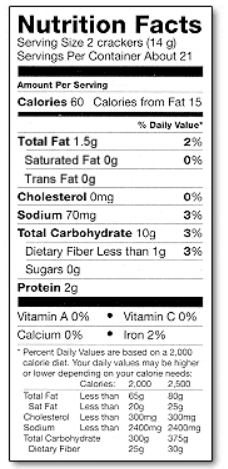 Nutrition Facts
Serving Size 2 crackers (14 g)
Servings Per Container About 21
Amount Per Serving
Calories 60 Calories from Fat 15
% Daily Value*
Total Fat 1.5g 2%
Saturated Fat 0g 0%
Trans Fat 0g
Cholesterol 0mg 0%
Sodium 70mg 3%
Total Carbohydrate 10g 3%
Dietary Fiber Less than 1g 3%
Sugars 0g
Protein 2g
Vitamin A 0% • Vitamin C 0%
Calcium 0% • Iron 2%
* Percent Daily Values are based on a 2,000
calorie diet. Your daily values may be higher
or lower depending on your calorie needs:
Calories: 2,000 2,500
Total Fat Less than 65g 80g
Sat Fat Less than 20g 25g
Cholesterol Less than 300mg 300mg
Sodium Less than 2400mg 2400mg
Total Carbohydrate 300g 375g
Dietary Fiber 25g 30g